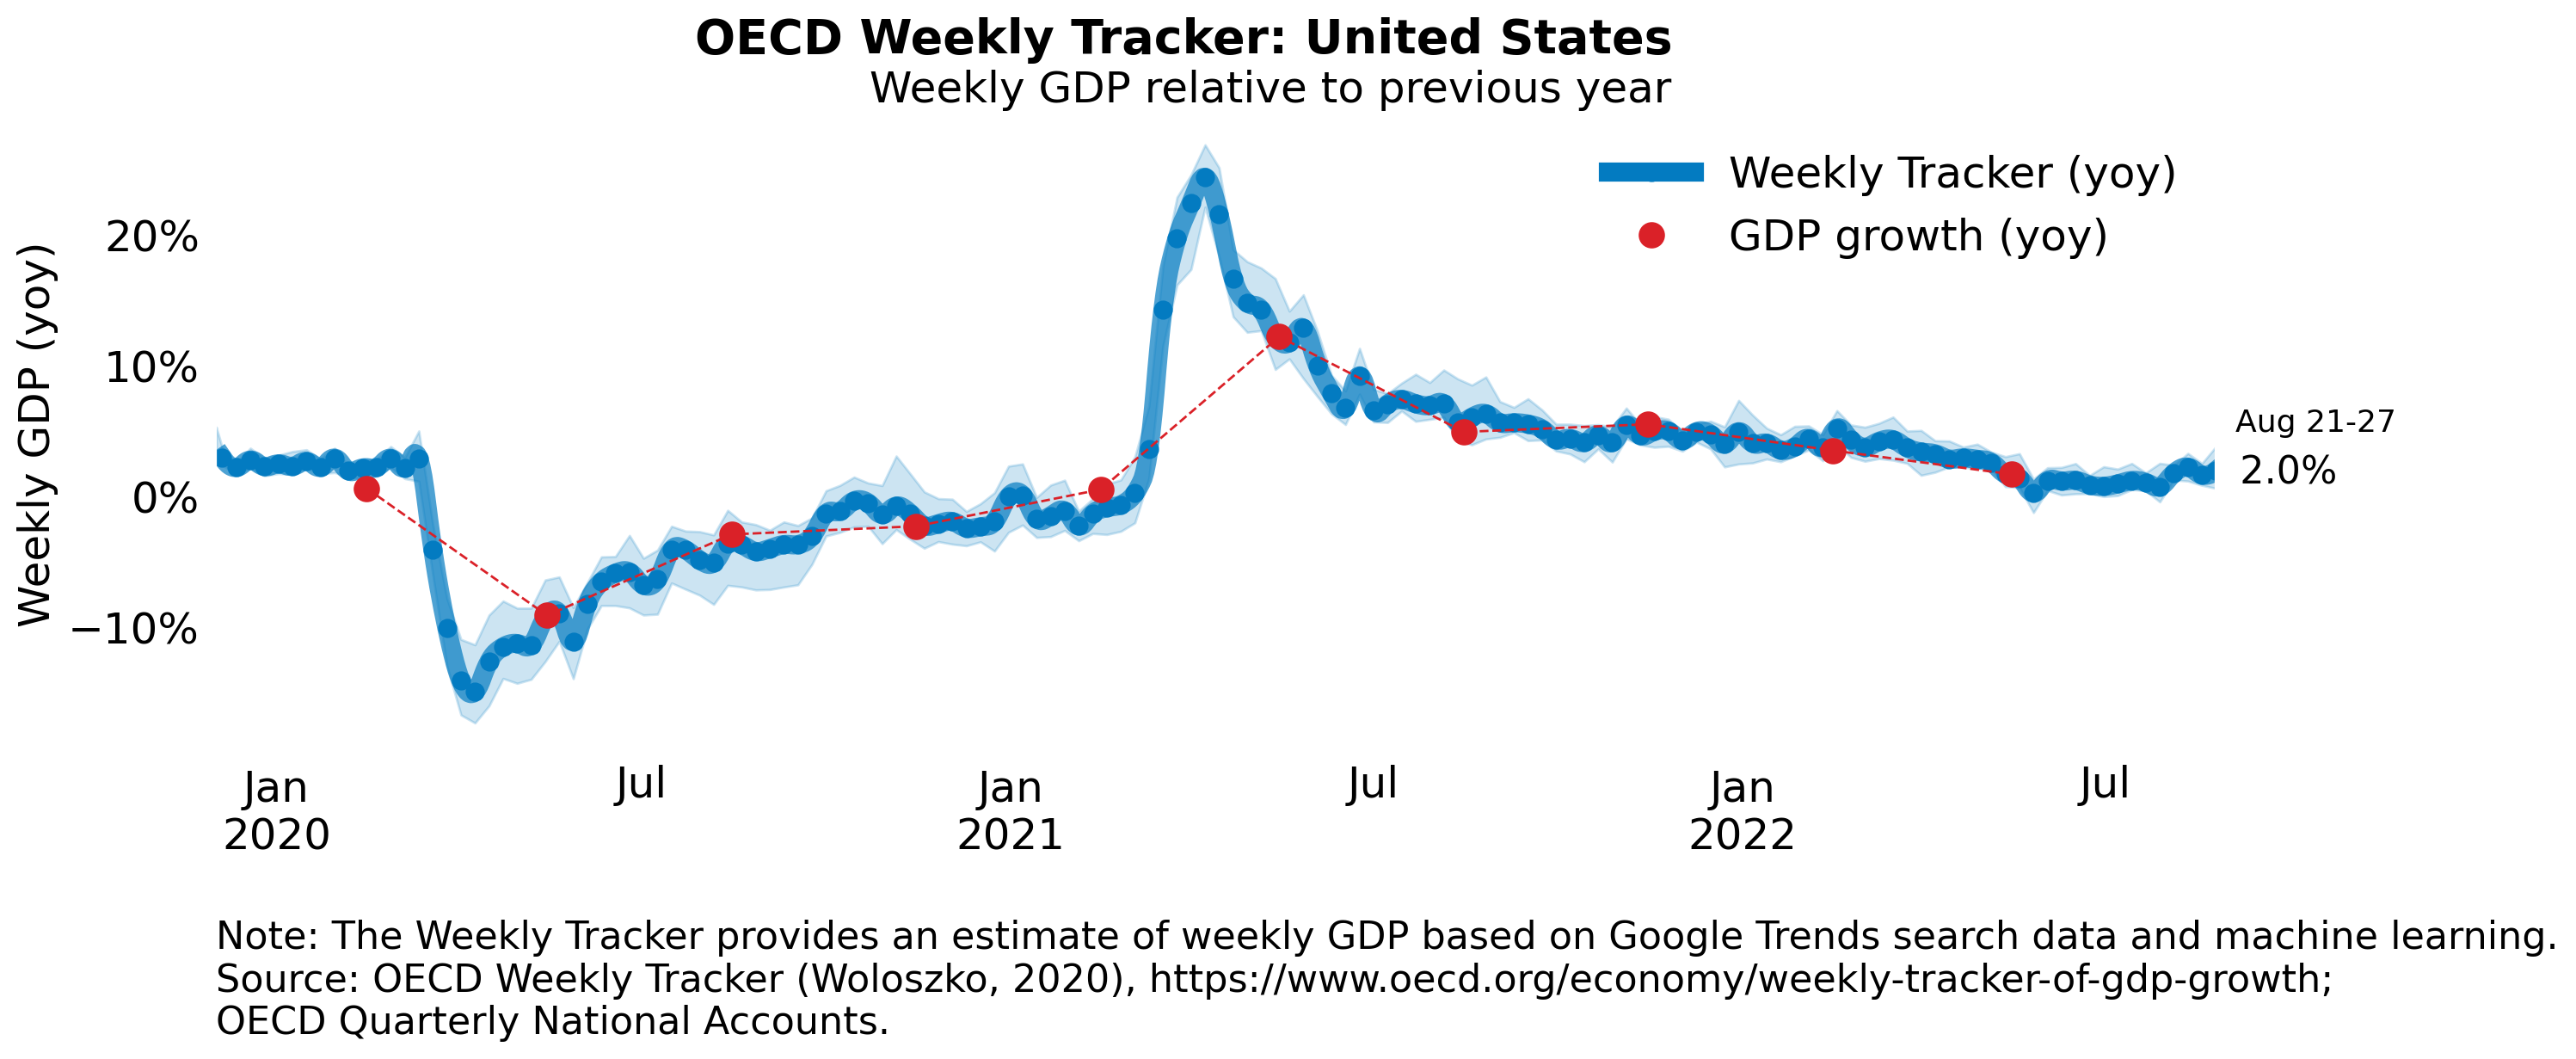 OECD Weekly Tracker: United States
Weekly GDP relative to previous year
Weekly Tracker (yoy)
GDP growth (yoy)
Weekly GDP (yoy)
20%
10%
0%
−10%
Aug 21-27
2.0%
Jan
2020
Jul
Jan
2021
Jul
Jan
2022
Jul
Note: The Weekly Tracker provides an estimate of weekly GDP based on Google Trends search data and machine learning.
Source: OECD Weekly Tracker (Woloszko, 2020), https://www.oecd.org/economy/weekly-tracker-of-gdp-growth;
OECD Quarterly National Accounts.